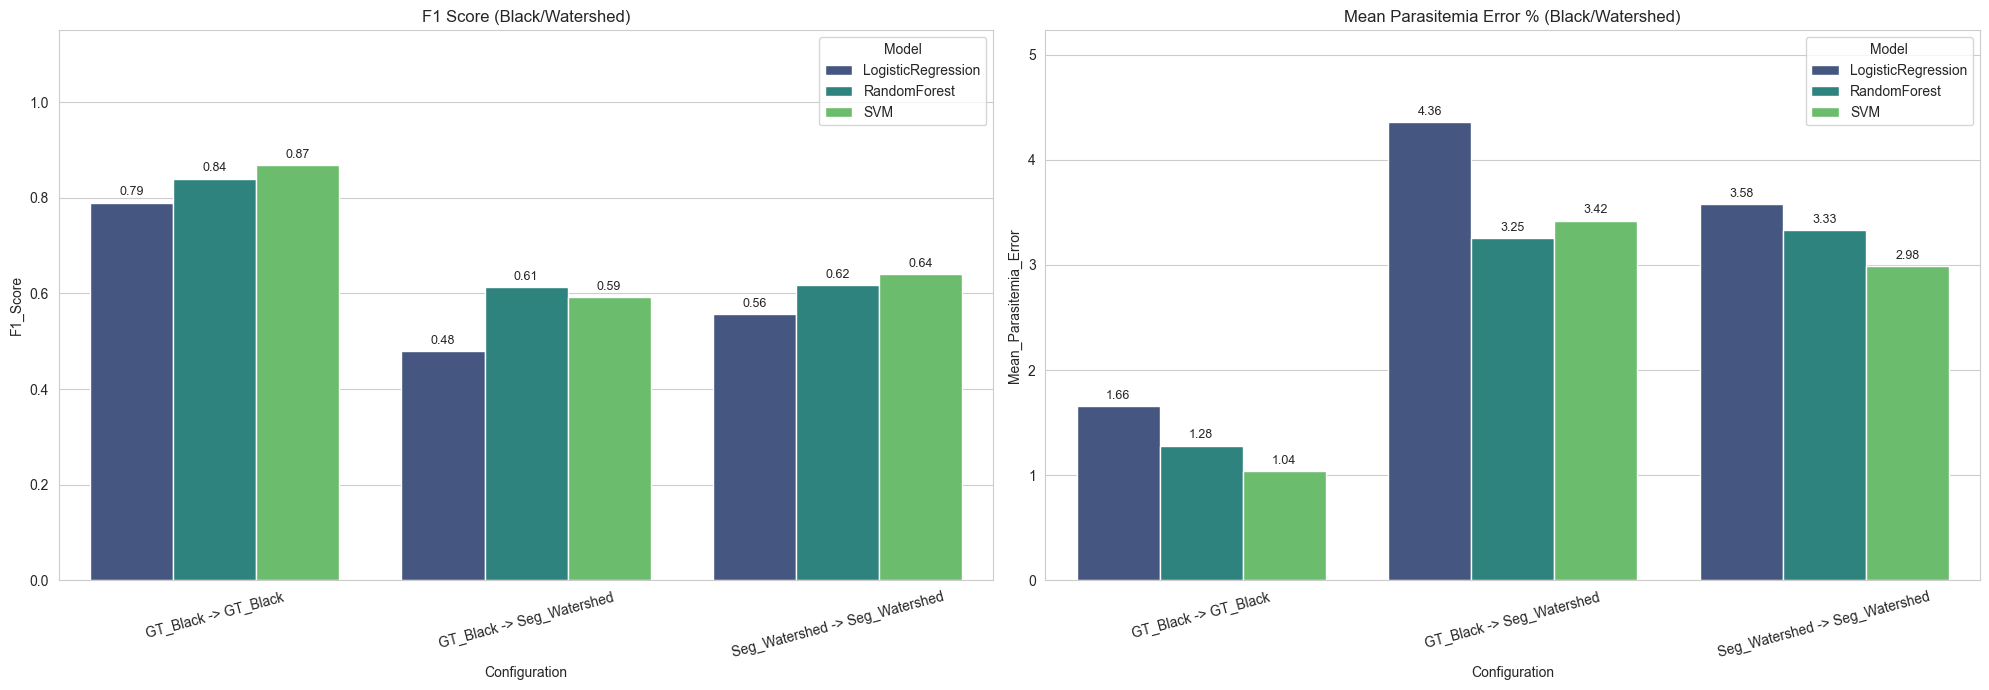 F1 Score (Black/Watershed)
Model
LogisticRegression
RandomForest
SVM
F1_Score
1.0
0.8
0.6
0.4
0.2
0.0
0.79
0.84
0.87
0.48
0.61
0.59
0.56
0.62
0.64
GT_Black -> GT_Black
GT_Black -> Seg_Watershed
Seg_Watershed -> Seg_Watershed
Configuration
Mean Parasitemia Error % (Black/Watershed)
Model
LogisticRegression
RandomForest
SVM
Mean_Parasitemia_Error
5
4
3
2
1
0
1.66
1.28
1.04
4.36
3.25
3.42
3.58
3.33
2.98
GT_Black -> GT_Black
GT_Black -> Seg_Watershed
Seg_Watershed -> Seg_Watershed
Configuration